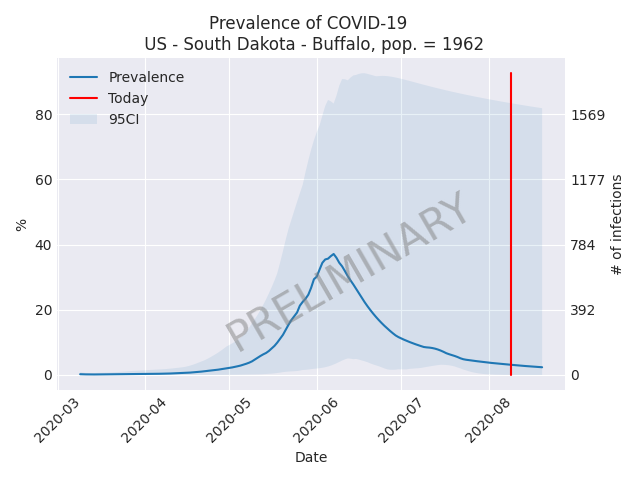 Prevalence of COVID-19
US - South Dakota - Buffalo, pop. = 1962
Prevalence
Today
95CI
80
60
40
20
0
%
1569
1177
784
392
0
# of infections
PRELIMINARY
2020-03
2020-04
2020-05
2020-06
2020-07
2020-08
Date